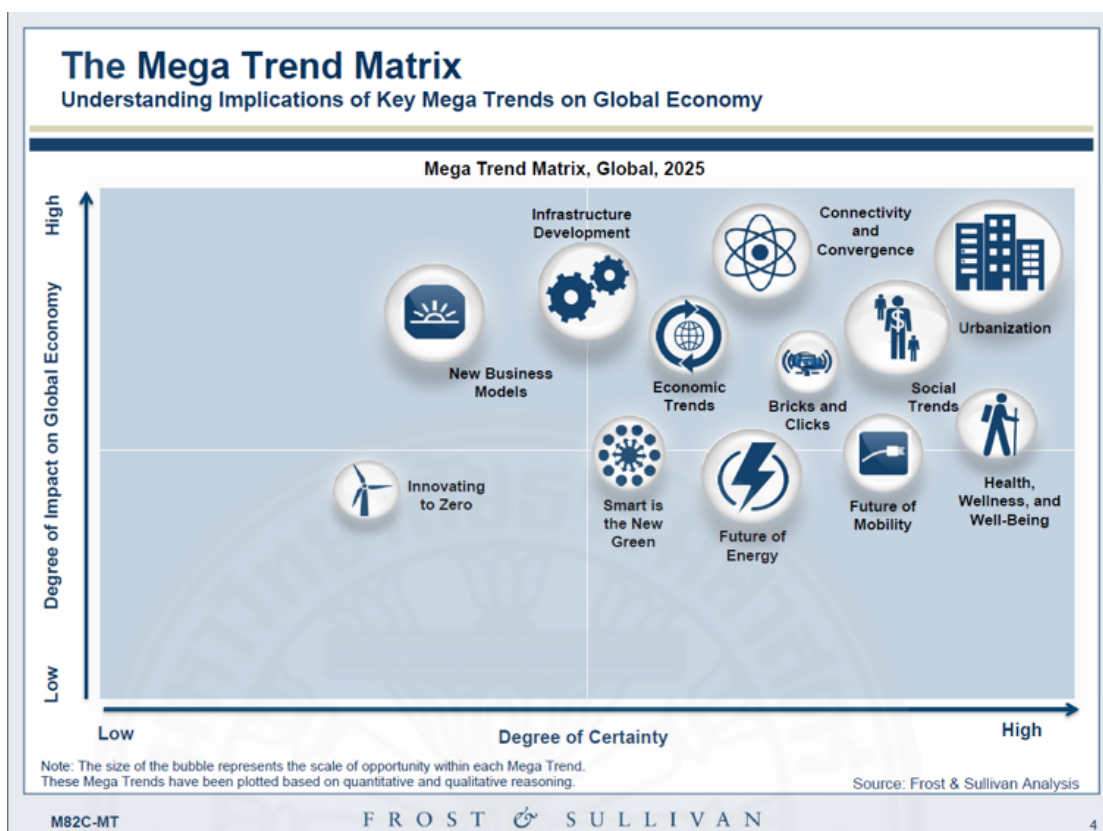 The Mega Trend Matrix
Understanding Implications of Key Mega Trends on Global Economy
Mega Trend Matrix, Global, 2025
High
Degree of Impact on Global Economy
Low
Infrastructure
Development
Connectivity
and
Convergence
Urbanization
New Business
Models
Economic
Trends
Bricks and
Clicks
Social
Trends
$
Innovating
to Zero
Smart is
the New
Green
Future of
Energy
Future of
Mobility
Health,
Wellness, and
Well-Being
Low
Degree of Certainty
High
Note: The size of the bubble represents the scale of opportunity within each Mega Trend.
These Mega Trends have been plotted based on quantitative and qualitative reasoning.
Source: Frost & Sullivan Analysis
M82C-MT
FROST & SULLIVAN
4